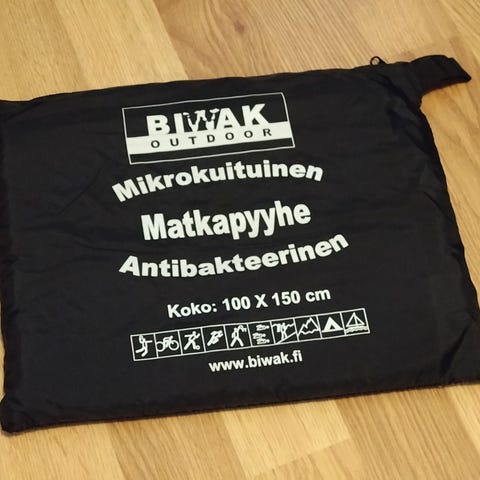 BIWAK
OUTDOOR
Mikrokuituinen
Matkapyyhe
Antibakteerinen
Koko: 100 X 150 cm
www.biwak.fi